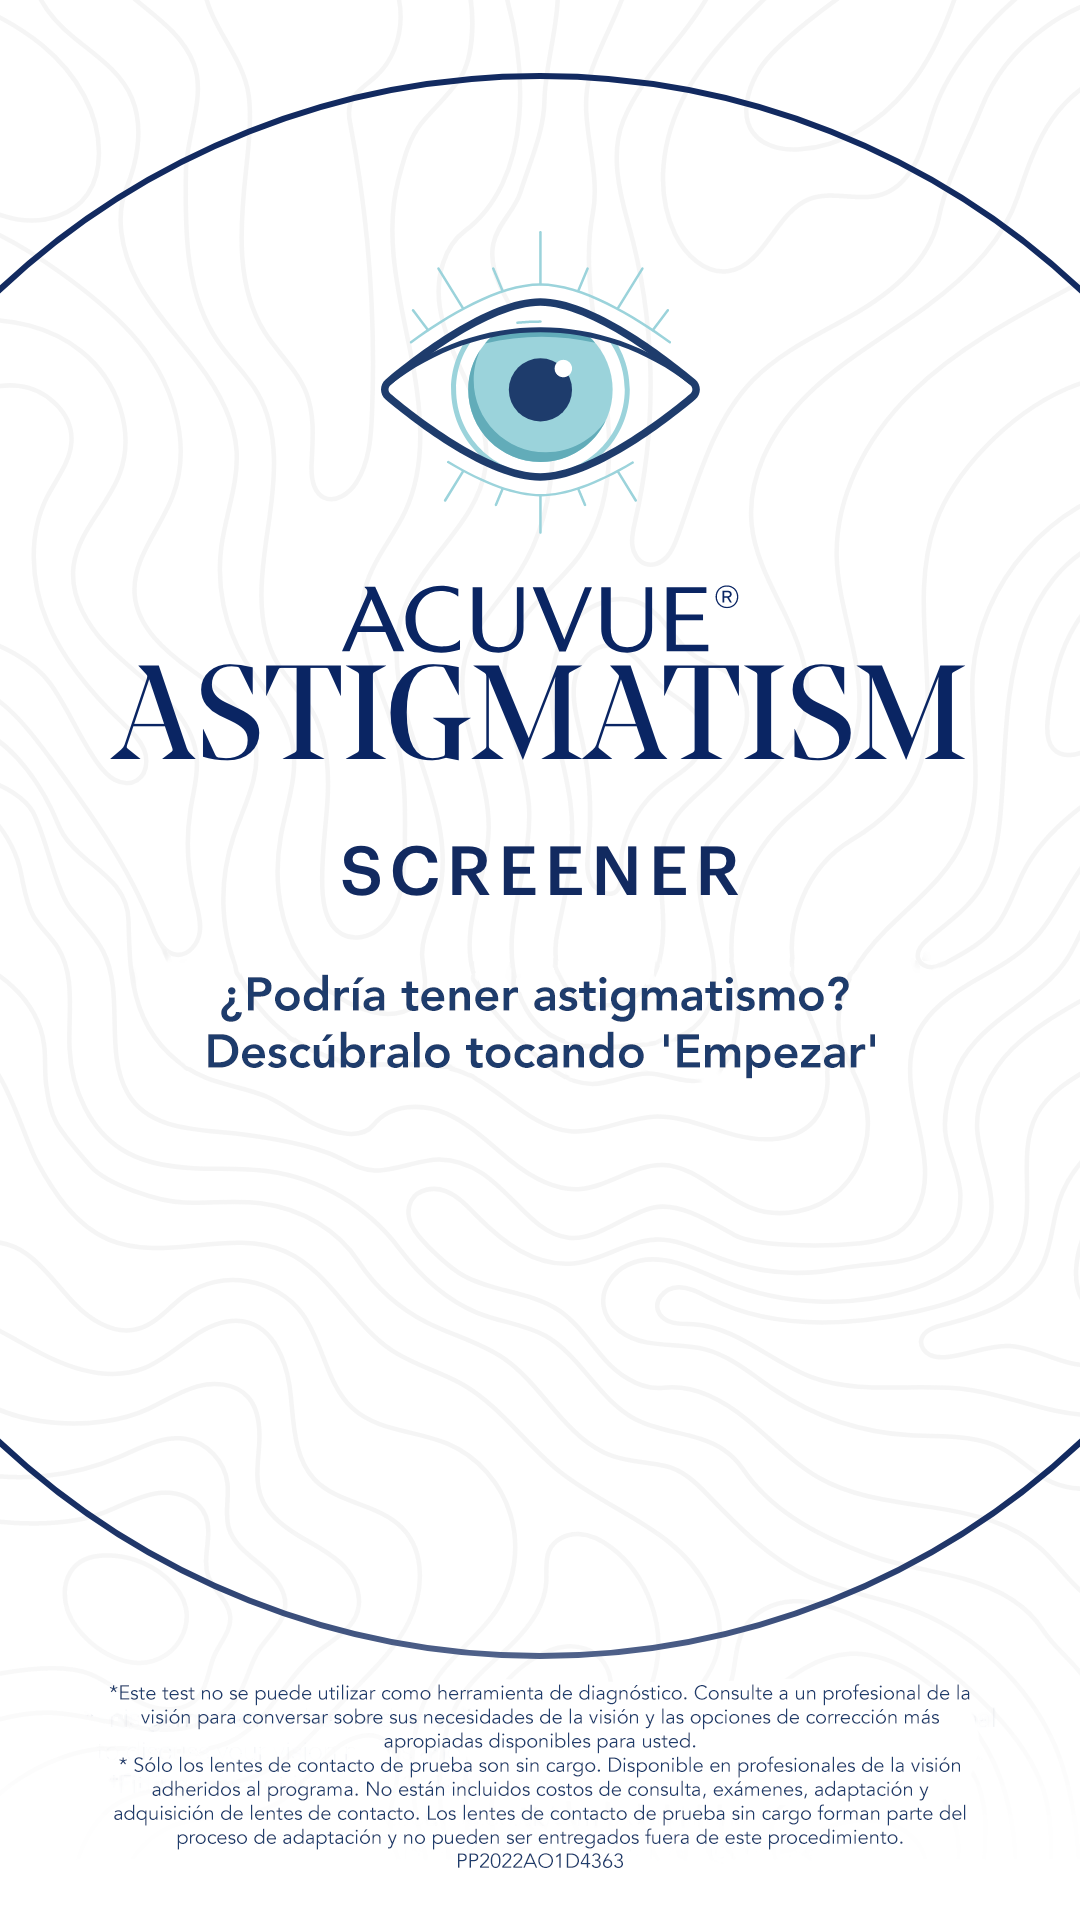 ACUVUE®
ASTIGMATISM
SCREENER
¿Podría tener astigmatismo?
Descúbralo tocando 'Empezar'
*Este test no se puede utilizar como herramienta de diagnóstico. Consulte a un profesional de la
visión para conversar sobre sus necesidades de la visión y las opciones de corrección más
apropiadas disponibles para usted.
* Sólo los lentes de contacto de prueba son sin cargo. Disponible en profesionales de la visión
adheridos al programa. No están incluidos costos de consulta, exámenes, adaptación y
adquisición de lentes de contacto. Los lentes de contacto de prueba sin cargo forman parte del
proceso de adaptación y no pueden ser entregados fuera de este procedimiento.
PP2022AO1D4363